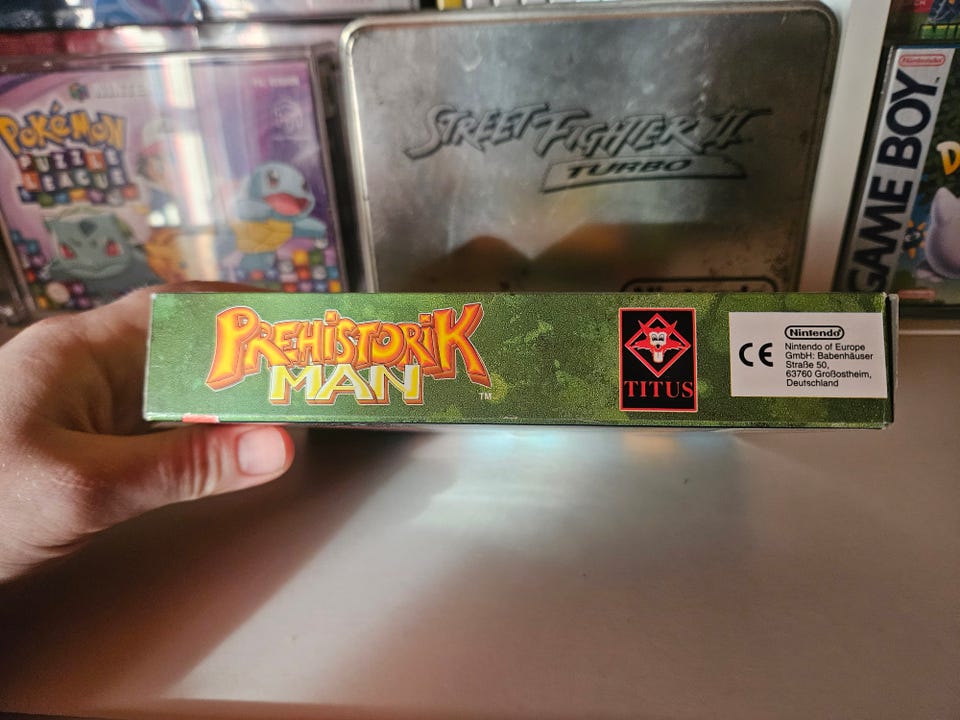 POKéMON
PUZZLE
LEAGUE
STREET FIGHTER II
TURBO
Nintendo
GAME BOY
PREHISTORIK
MAN
TM
TITUS
CE
Nintendo
Nintendo of Europe
GmbH: Babenhäuser
Straße 50,
63760 Großostheim,
Deutschland